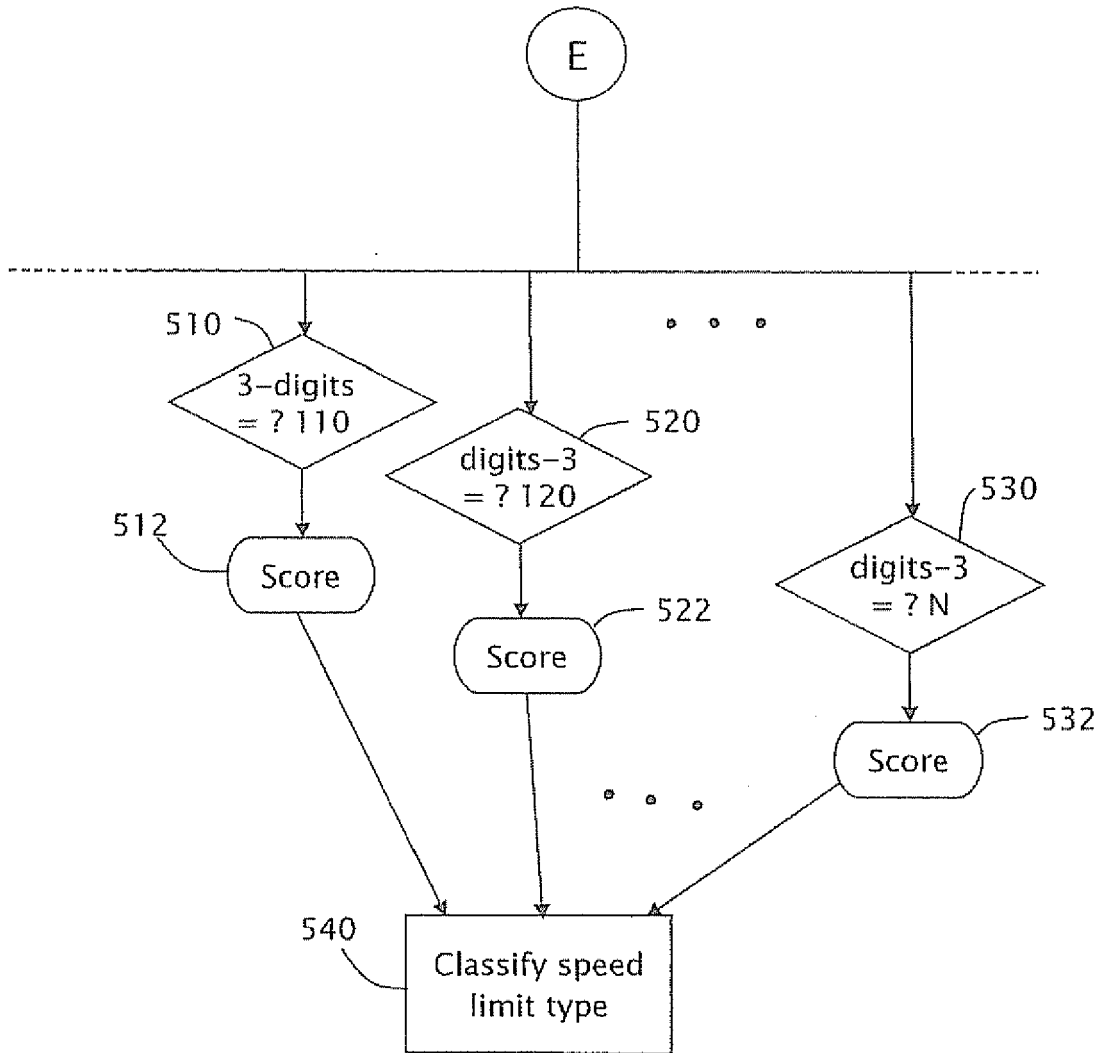 E
510
3-digits
= ? 110
520
digits-3
= ? 120
530
digits-3
= ? N
512
Score
522
Score
532
Score
540
Classify speed
limit type